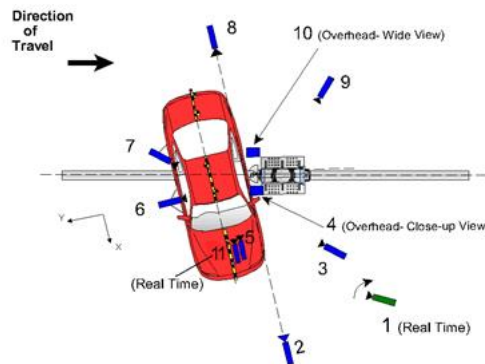 Direction
of
Travel
8
10 (Overhead- Wide View)
9
7
6
Y
X
4 (Overhead- Close-up View)
5
11
(Real Time)
3
1 (Real Time)
2